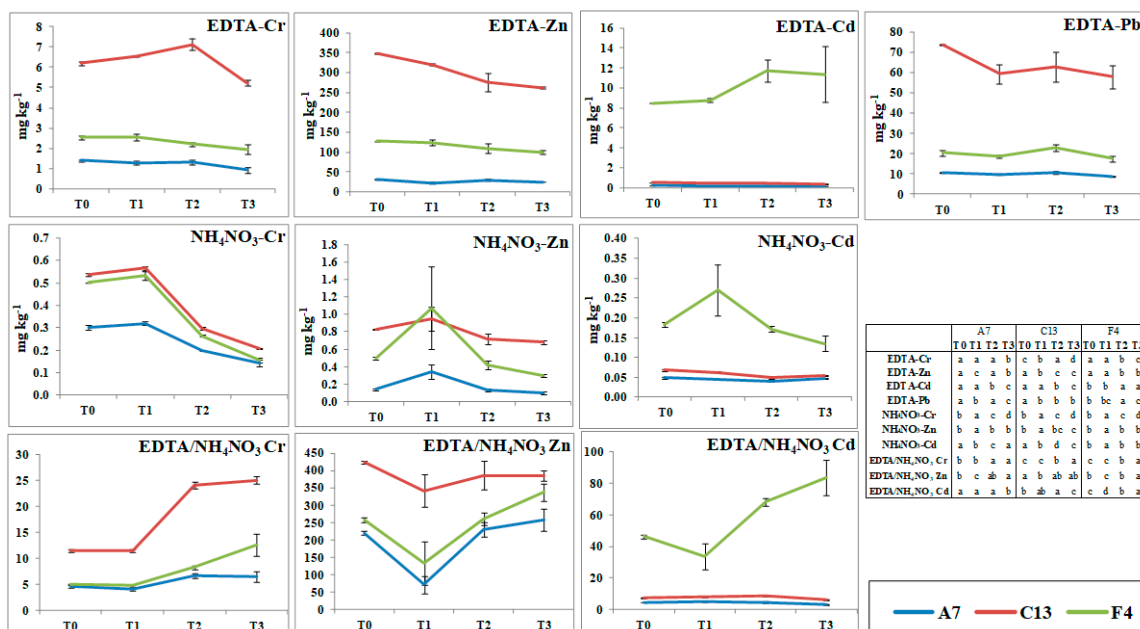 EDTA-Cr
mg kg⁻¹
8
7
6
5
4
3
2
1
0
T0 T1 T2 T3
EDTA-Zn
mg kg⁻¹
400
350
300
250
200
150
100
50
0
T0 T1 T2 T3
EDTA-Cd
mg kg⁻¹
16
14
12
10
8
6
4
2
0
T0 T1 T2 T3
EDTA-Pb
mg kg⁻¹
80
70
60
50
40
30
20
10
0
T0 T1 T2 T3
NH₄NO₃-Cr
mg kg⁻¹
0.7
0.6
0.5
0.4
0.3
0.2
0.1
0.0
T0 T1 T2 T3
NH₄NO₃-Zn
mg kg⁻¹
1.8
1.6
1.4
1.2
1.0
0.8
0.6
0.4
0.2
0.0
T0 T1 T2 T3
NH₄NO₃-Cd
mg kg⁻¹
0.40
0.35
0.30
0.25
0.20
0.15
0.10
0.05
0.00
T0 T1 T2 T3
A7 C13 F4
T0 T1 T2 T3 T0 T1 T2 T3 T0 T1 T2 T3
EDTA-Cr a a a b c b a d a a b c
EDTA-Zn a c a b a b c c a a b b
EDTA-Cd a a b c a a b c b b a a
EDTA-Pb a b a c a b b b b bc a c
NH4NO3-Cr b a c d b a c d b a c d
NH4NO3-Zn b a b b b a bc c b a b b
NH4NO3-Cd a b c a a b d c b a b b
EDTA/NH₄NO₃ Cr b b a a c c b a c c b a
EDTA/NH₄NO₃ Zn b c ab a a b ab ab b c b a
EDTA/NH₄NO₃ Cd a a a b b ab a c c d b a
EDTA/NH₄NO₃ Cr
30
25
20
15
10
5
0
T0 T1 T2 T3
EDTA/NH₄NO₃ Zn
450
400
350
300
250
200
150
100
50
0
T0 T1 T2 T3
EDTA/NH₄NO₃ Cd
100
80
60
40
20
0
T0 T1 T2 T3
A7 C13 F4